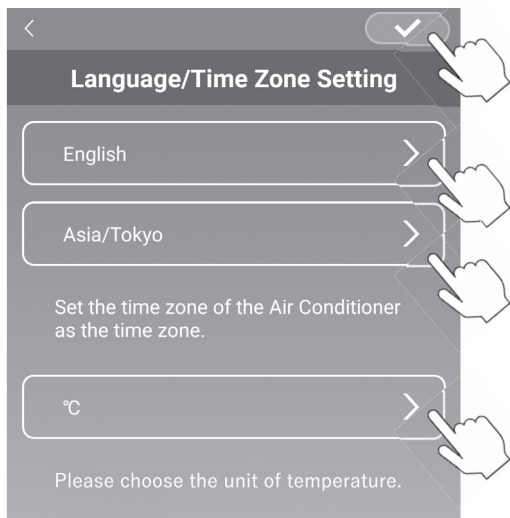 Language/Time Zone Setting
English
Asia/Tokyo
Set the time zone of the Air Conditioner
as the time zone.
℃
Please choose the unit of temperature.